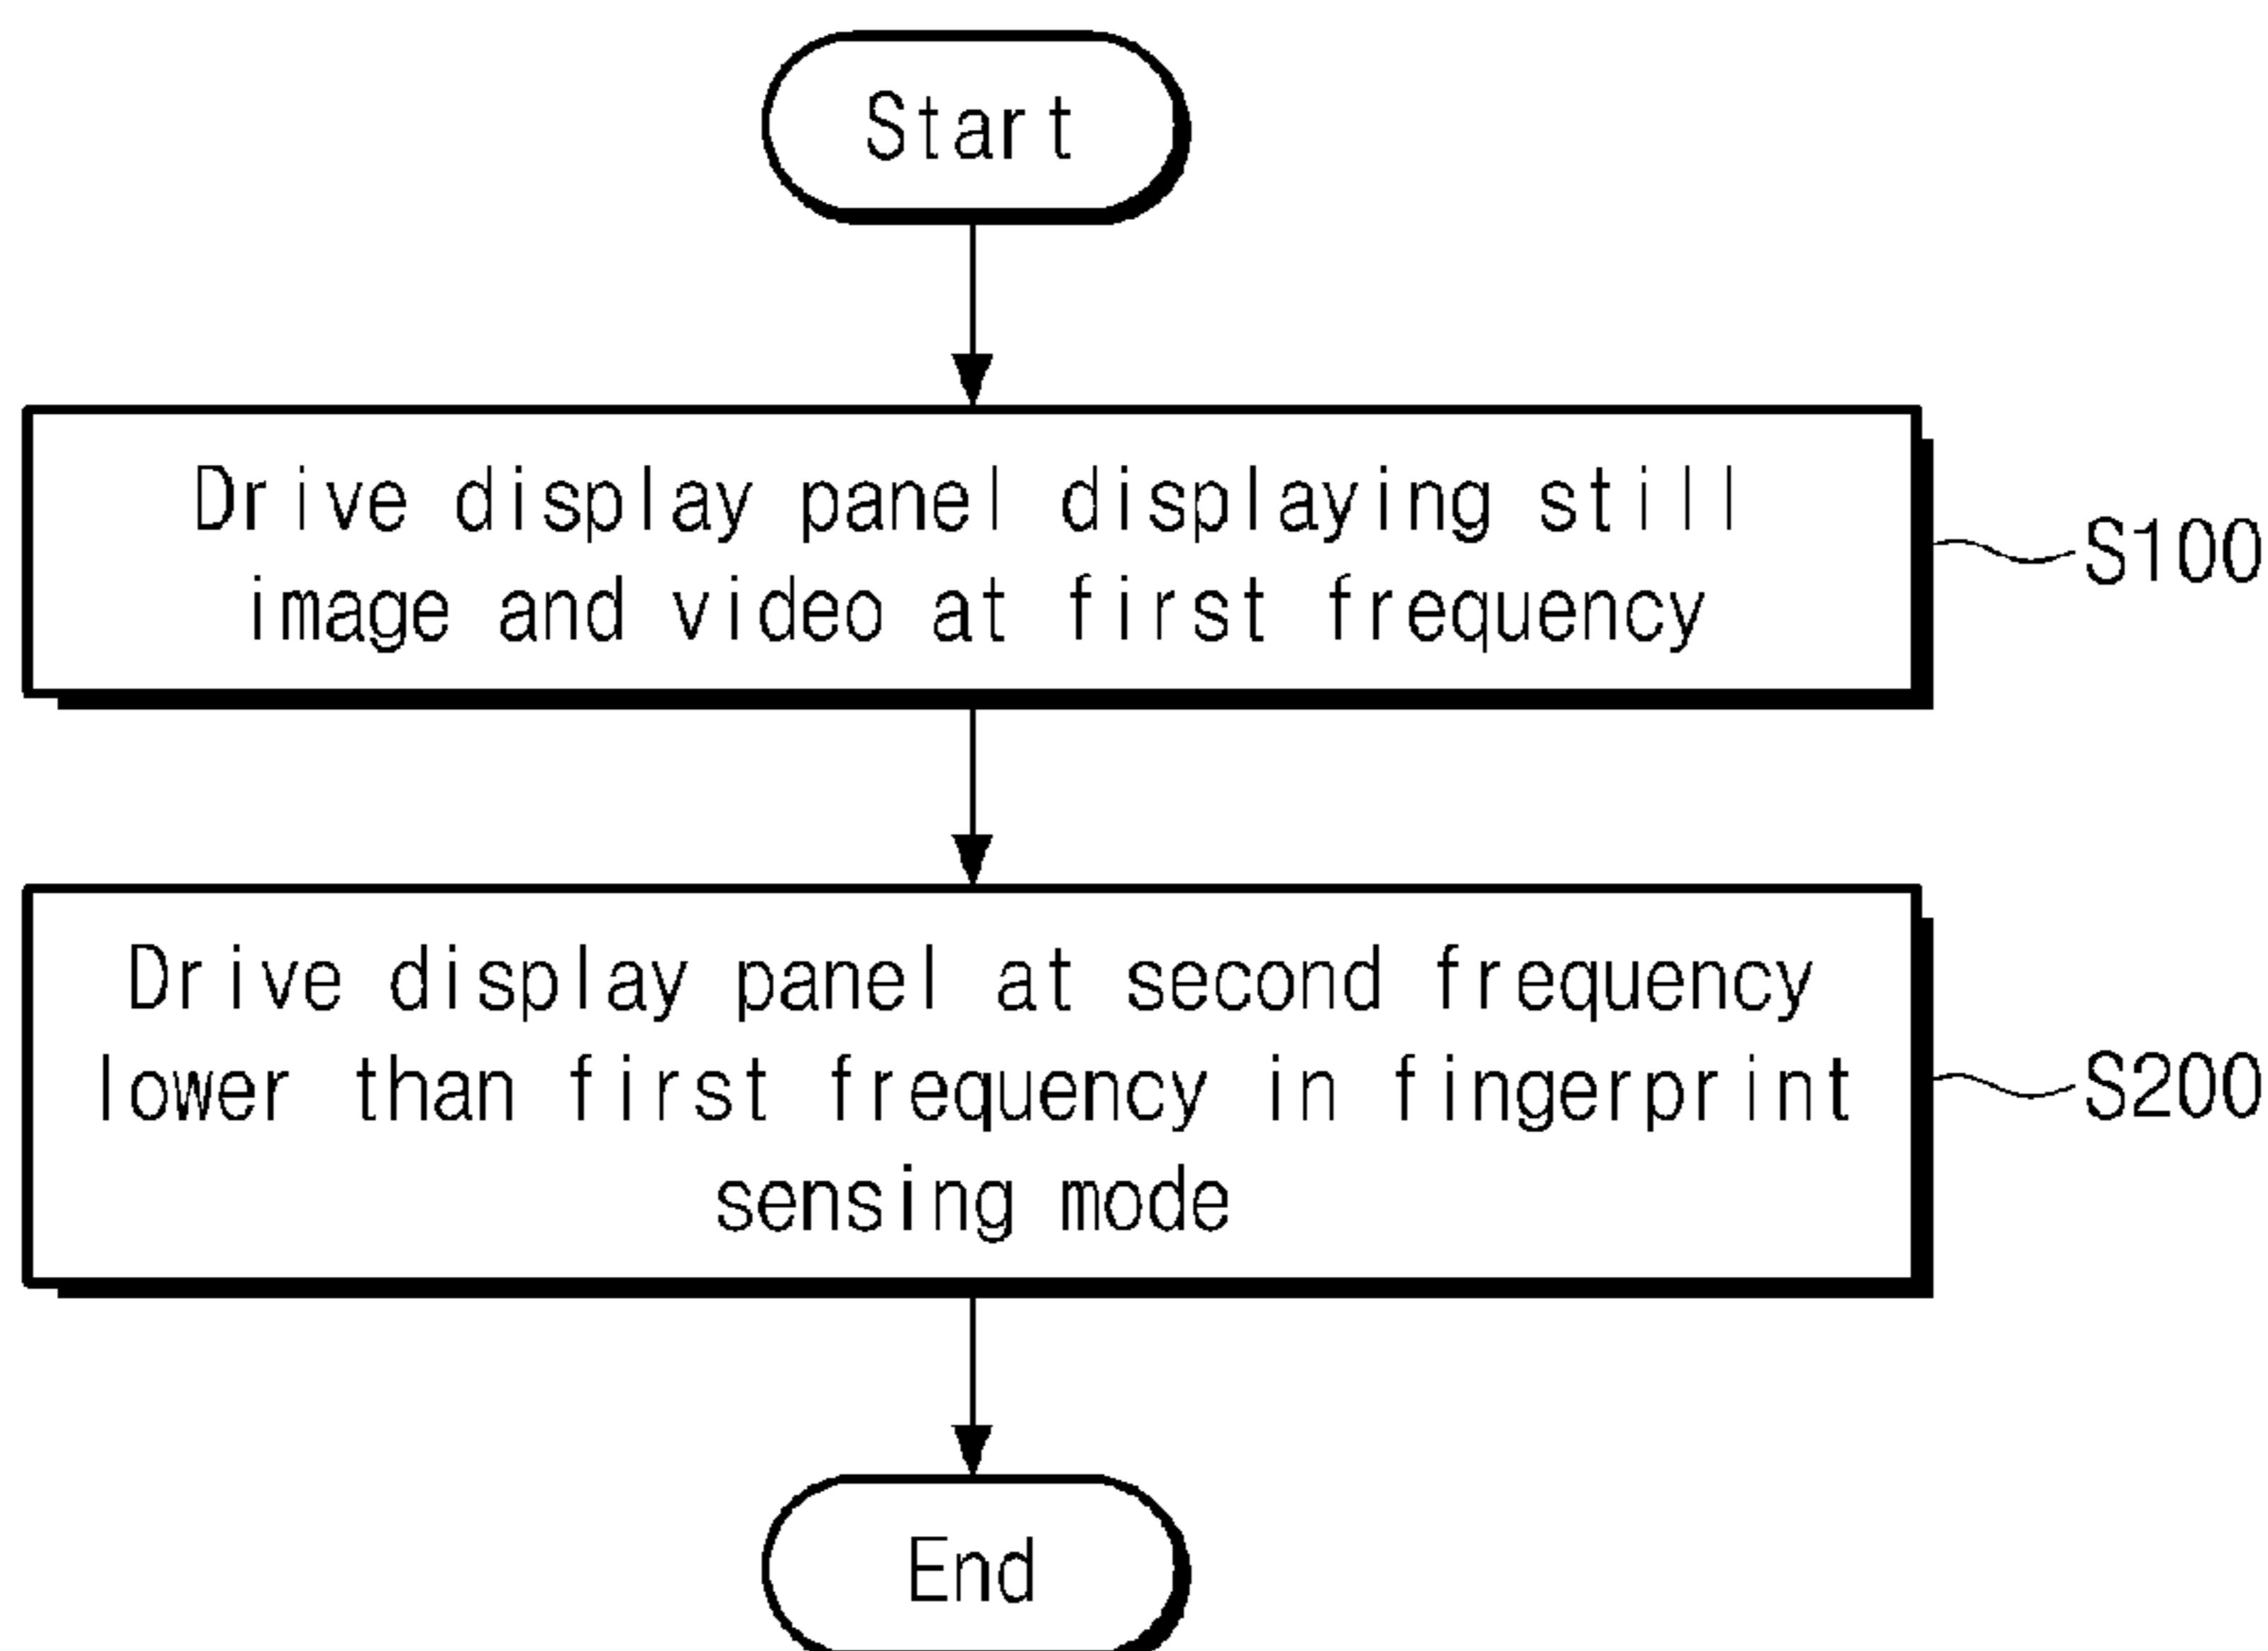 Start
Drive display panel displaying still
image and video at first frequency
S100
Drive display panel at second frequency
lower than first frequency in fingerprint
sensing mode
S200
End